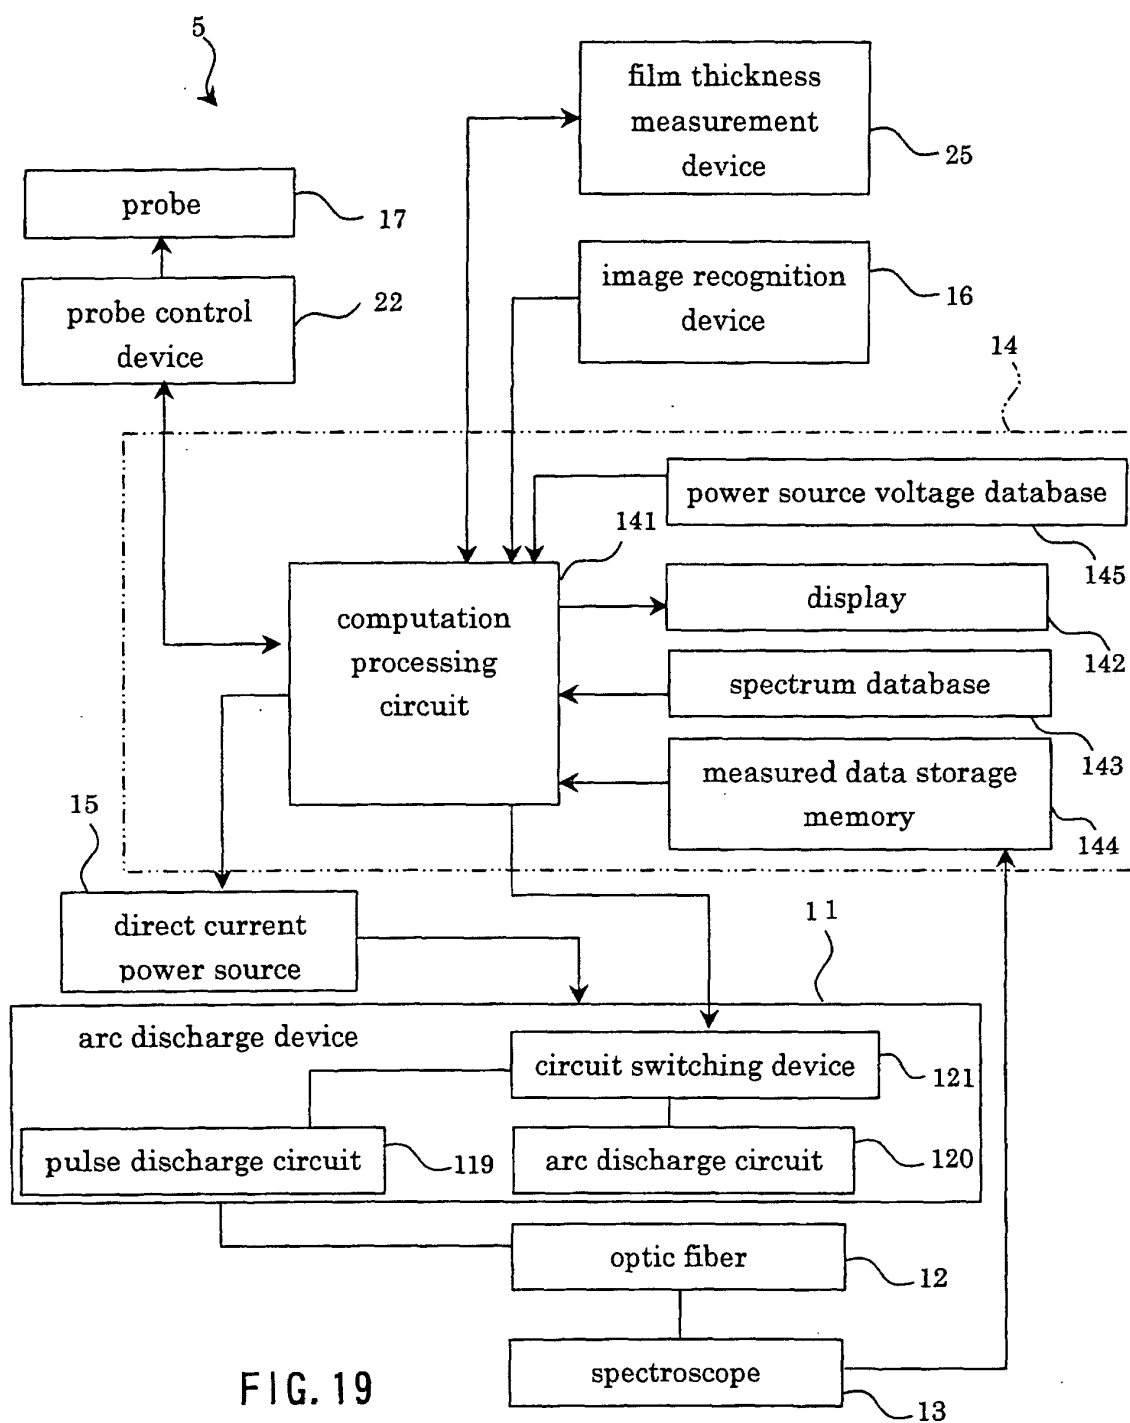 5
film thickness
measurement
device
25
probe
17
image recognition
device
16
probe control
device
22
14
power source voltage database
145
141
computation
processing
circuit
display
142
spectrum database
143
measured data storage
memory
144
15
direct current
power source
11
arc discharge device
circuit switching device
121
pulse discharge circuit
119
arc discharge circuit
120
optic fiber
12
spectroscope
13
FIG. 19